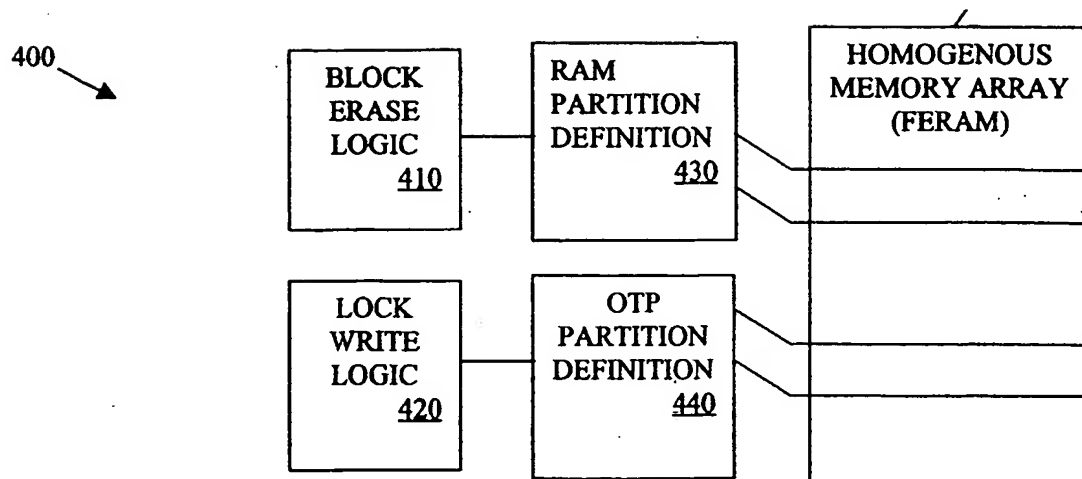 400
BLOCK
ERASE
LOGIC
410
RAM
PARTITION
DEFINITION
430
HOMOGENOUS
MEMORY ARRAY
(FERAM)
LOCK
WRITE
LOGIC
420
OTP
PARTITION
DEFINITION
440